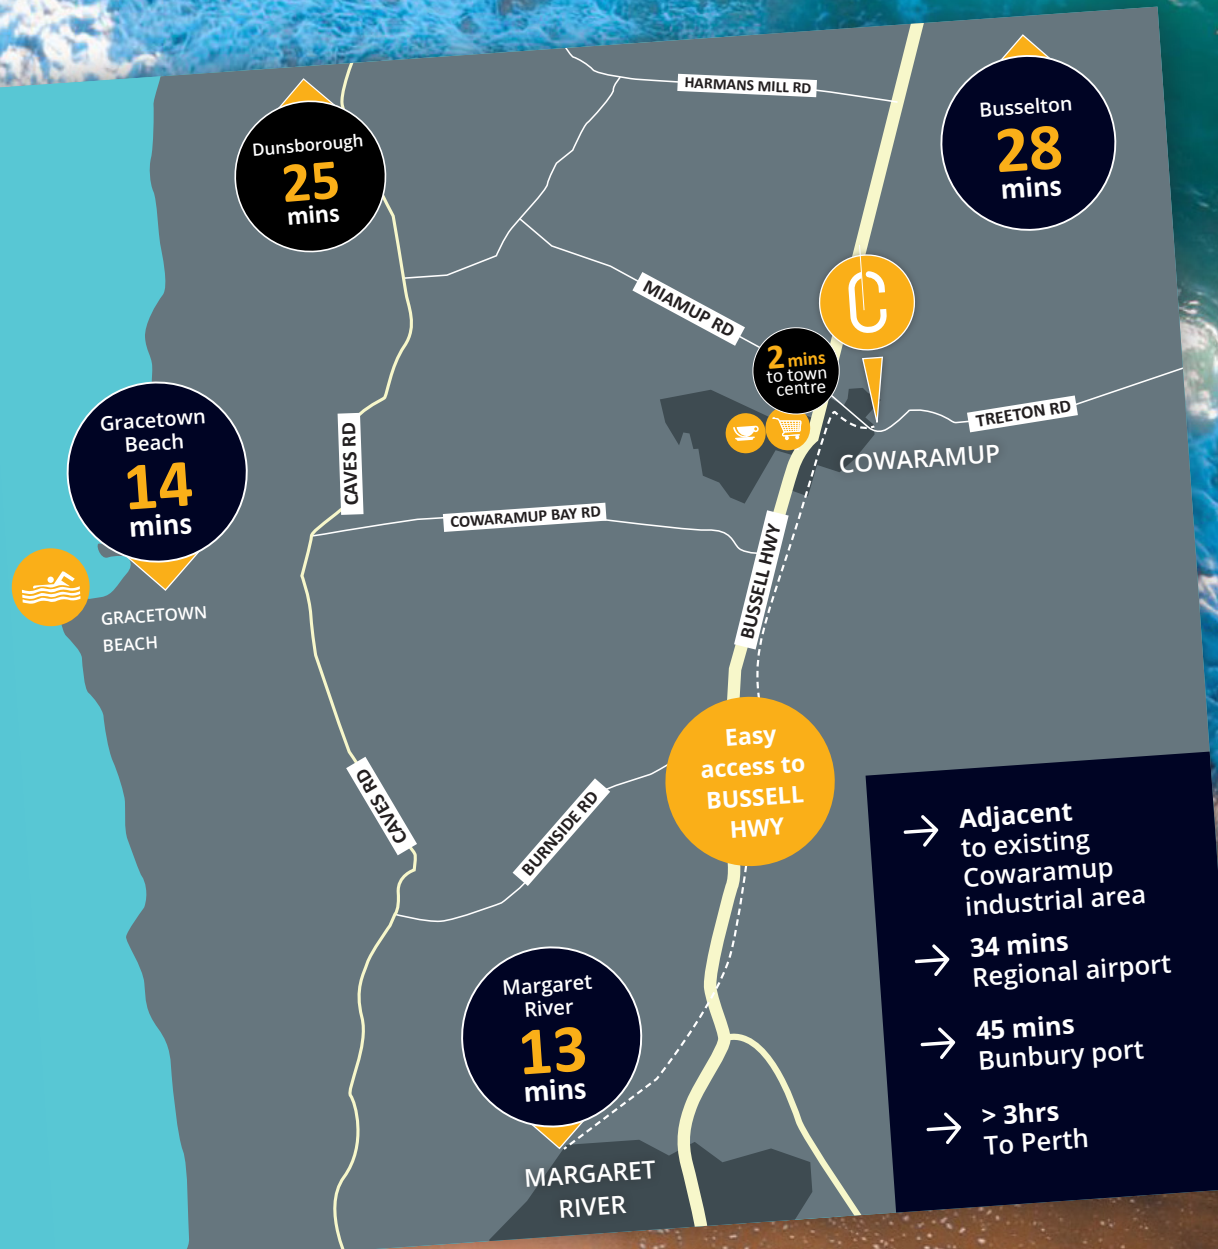 HARMANS MILL RD
Busselton
28
mins
Dunsborough
25
mins
MIAMUP RD
C
2 mins
to town
centre
TREETON RD
COWARAMUP
Gracetown
Beach
14
mins
CAVES RD
COWARAMUP BAY RD
BUSSELL HWY
GRACETOWN
BEACH
Easy
access to
BUSSELL
HWY
CAVES RD
BURNSIDE RD
Margaret
River
13
mins
MARGARET
RIVER
Adjacent
to existing
Cowaramup
industrial area
34 mins
Regional airport
45 mins
Bunbury port
> 3hrs
To Perth